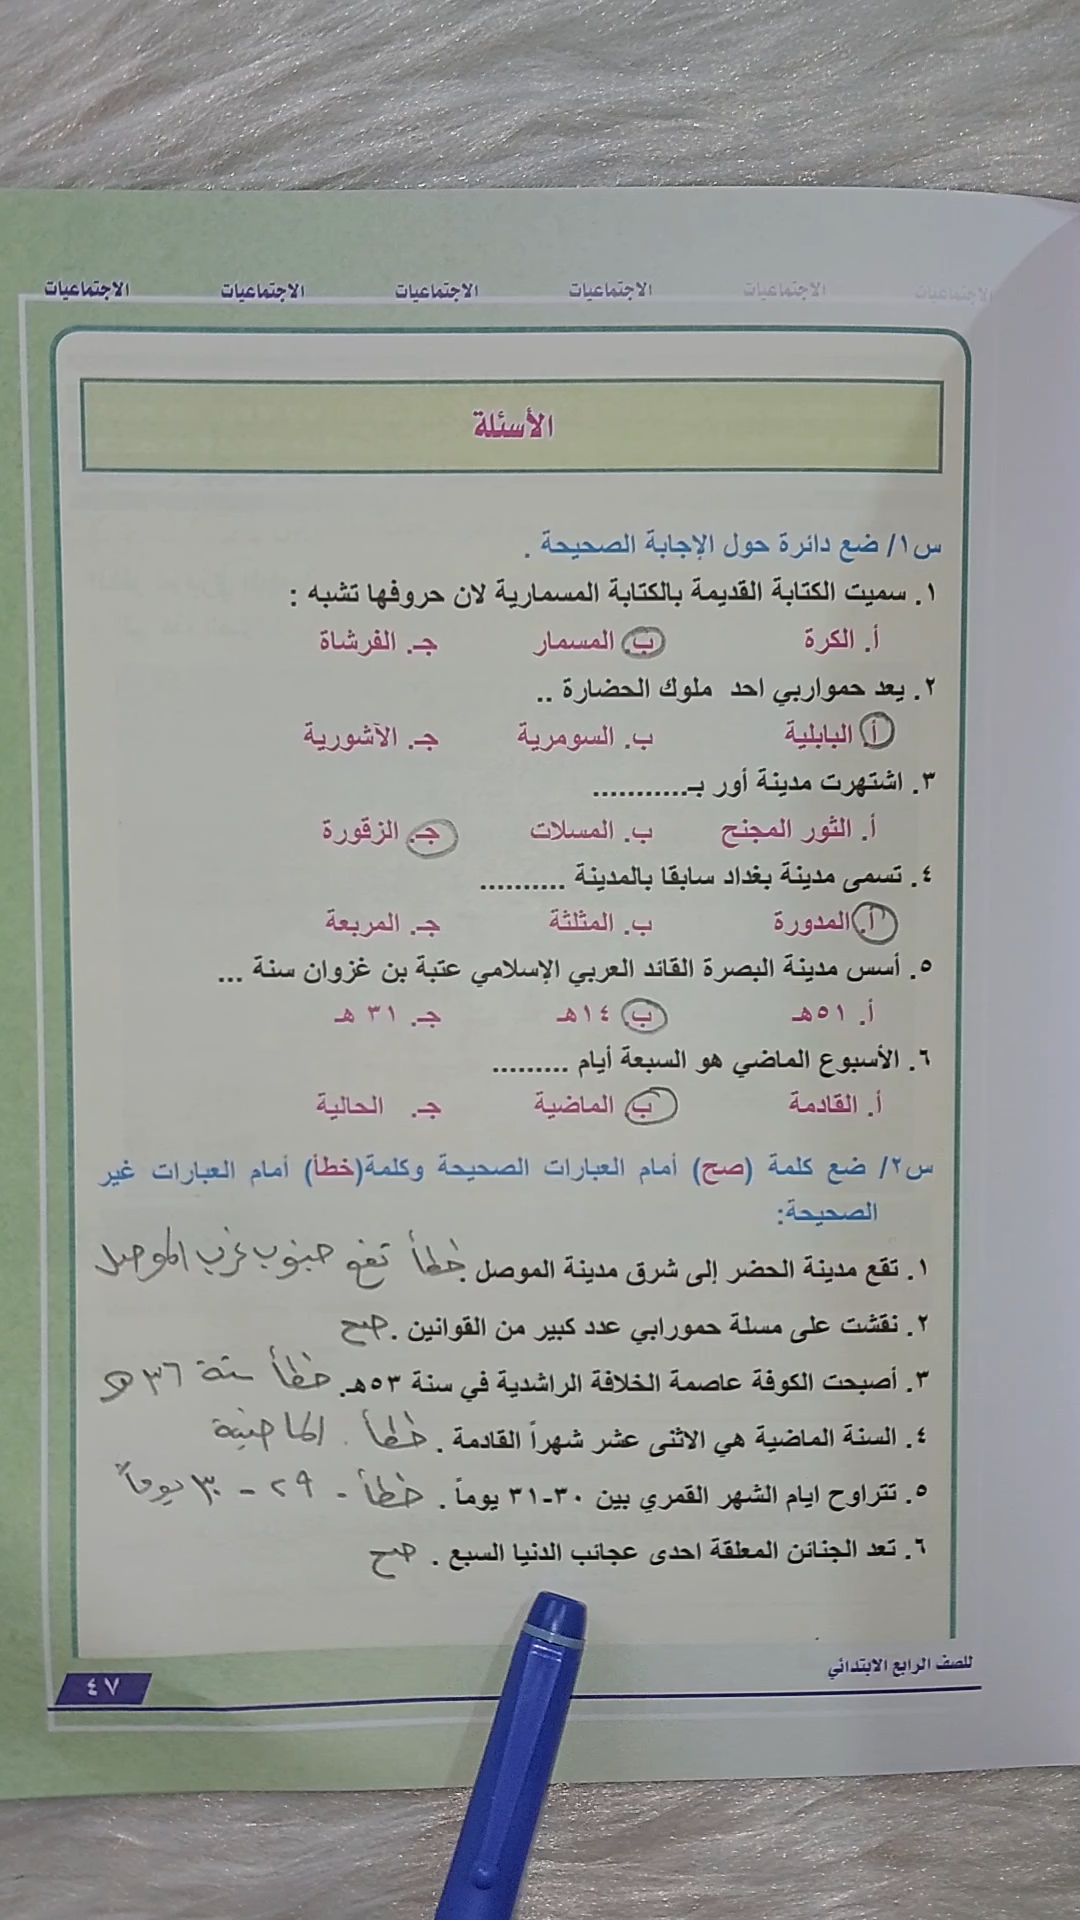 الاجتماعيات الاجتماعيات الاجتماعيات الاجتماعيات الاجتماعيات الاجتماعيات
الأسئلة
س١/ ضع دائرة حول الإجابة الصحيحة .
١. سميت الكتابة القديمة بالكتابة المسمارية لان حروفها تشبه :
أ. الكرة ب. المسمار جـ. الفرشاة
٢. يعد حمواربي احد ملوك الحضارة ..
أ. البابلية ب. السومرية جـ. الآشورية
٣. اشتهرت مدينة أور بـ...........
أ. الثور المجنح ب. المسلات جـ. الزقورة
٤. تسمى مدينة بغداد سابقا بالمدينة ..........
أ. المدورة ب. المثلثة جـ. المربعة
٥. أسس مدينة البصرة القائد العربي الإسلامي عتبة بن غزوان سنة ...
أ. ٥١هـ ب. ١٤هـ جـ. ٣١ هـ
٦. الأسبوع الماضي هو السبعة أيام .........
أ. القادمة ب. الماضية جـ. الحالية
س٢/ ضع كلمة (صح) أمام العبارات الصحيحة وكلمة(خطأ) أمام العبارات غير
الصحيحة:
١. تقع مدينة الحضر إلى شرق مدينة الموصل . خطأ تقع جنوب غرب الموصل
٢. نقشت على مسلة حمورابي عدد كبير من القوانين . صح
٣. أصبحت الكوفة عاصمة الخلافة الراشدية في سنة ٥٣هـ. خطأ سنة ٣٦ هـ
٤. السنة الماضية هي الاثنى عشر شهراً القادمة . خطأ . الماضية
٥. تتراوح ايام الشهر القمري بين ٣٠-٣١ يوماً . خطأ - ٢٩ - ٣٠ يوماً
٦. تعد الجنائن المعلقة احدى عجائب الدنيا السبع . صح
للصف الرابع الابتدائي
٤٧